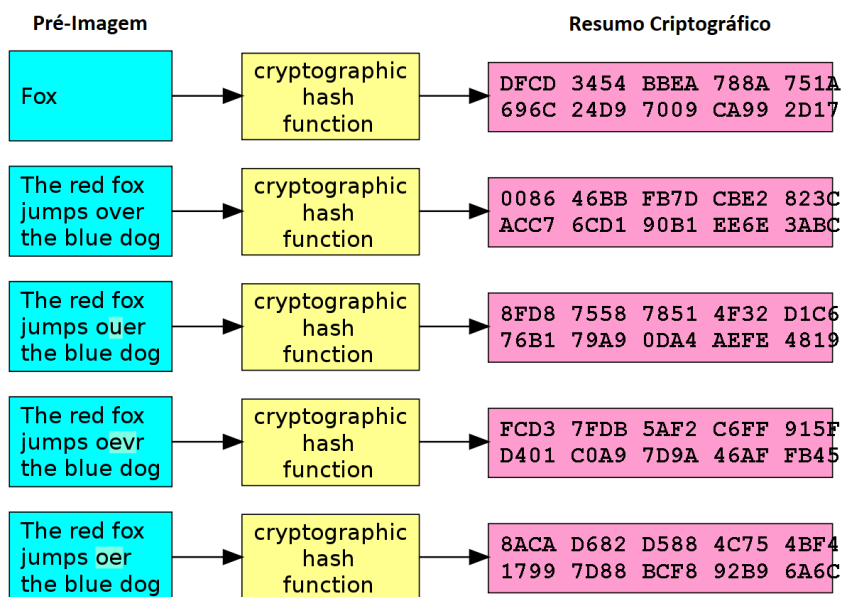 Pré-Imagem
Resumo Criptográfico
Fox
cryptographic
hash
function
DFCD 3454 BBEA 788A 751A
696C 24D9 7009 CA99 2D17
The red fox
jumps over
the blue dog
cryptographic
hash
function
0086 46BB FB7D CBE2 823C
ACC7 6CD1 90B1 EE6E 3ABC
The red fox
jumps ouer
the blue dog
cryptographic
hash
function
8FD8 7558 7851 4F32 D1C6
76B1 79A9 0DA4 AEFE 4819
The red fox
jumps oevr
the blue dog
cryptographic
hash
function
FCD3 7FDB 5AF2 C6FF 915F
D401 C0A9 7D9A 46AF FB45
The red fox
jumps oer
the blue dog
cryptographic
hash
function
8ACA D682 D588 4C75 4BF4
1799 7D88 BCF8 92B9 6A6C